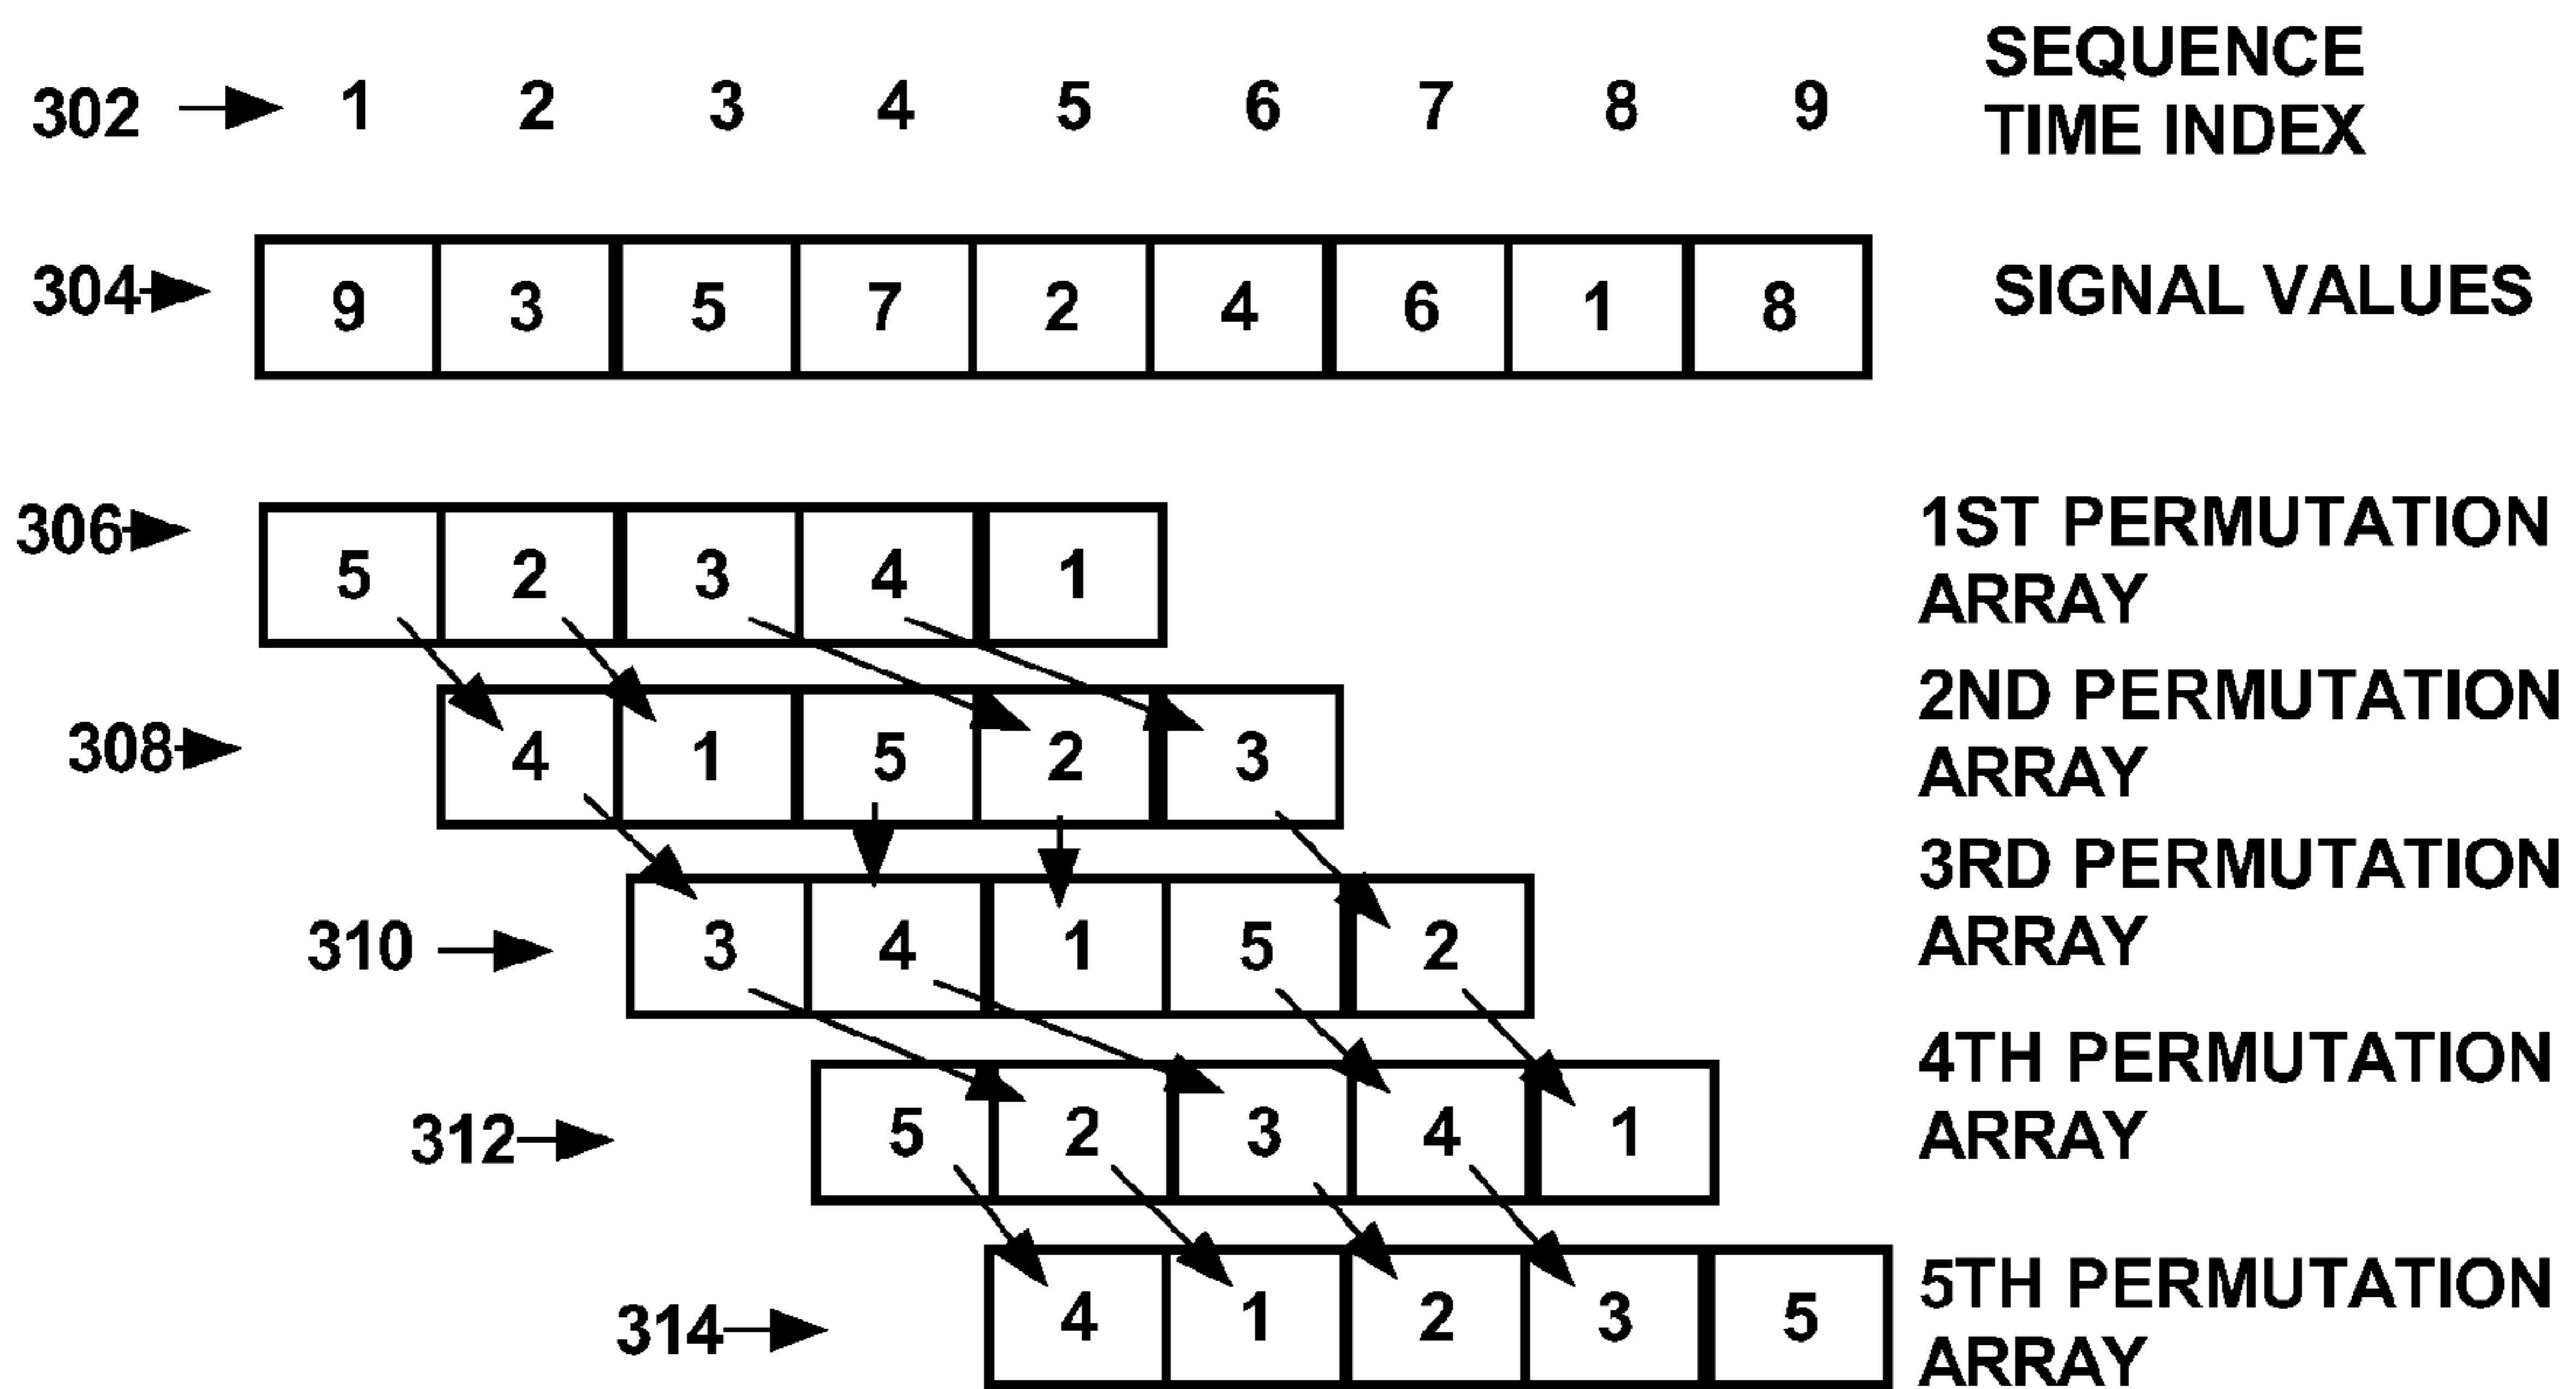 302 1 2 3 4 5 6 7 8 9 SEQUENCE
TIME INDEX
304 9 3 5 7 2 4 6 1 8 SIGNAL VALUES
306 5 2 3 4 1 1ST PERMUTATION
ARRAY
308 4 1 5 2 3 2ND PERMUTATION
ARRAY
310 3 4 1 5 2 3RD PERMUTATION
ARRAY
312 5 2 3 4 1 4TH PERMUTATION
ARRAY
314 4 1 2 3 5 5TH PERMUTATION
ARRAY